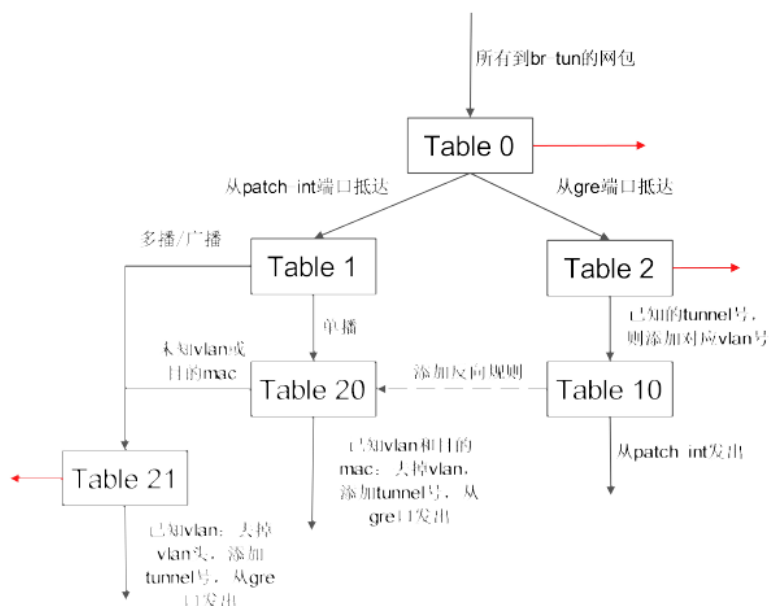 所有到br-tun的网包
Table 0
从patch-int端口抵达
从gre端口抵达
多播/广播
Table 1
Table 2
单播
已知的tunnel号，
则添加对应vlan号
未知vlan或
目的mac
Table 20
添加反向规则
Table 10
已知vlan和目的
mac：去掉vlan，
添加tunnel号，从
gre口发出
从patch_int发出
Table 21
已知vlan：去掉
vlan头，添加
tunnel号，从gre
口发出